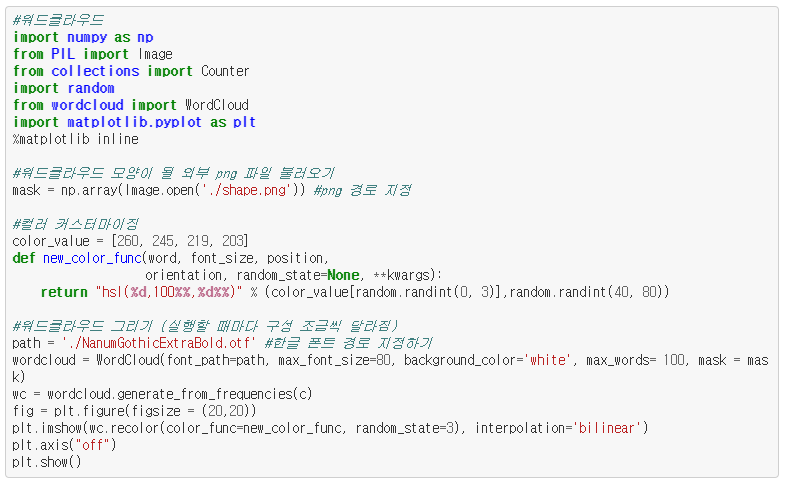 #워드클라우드
import numpy as np
from PIL import Image
from collections import Counter
import random
from wordcloud import WordCloud
import matplotlib.pyplot as plt
%matplotlib inline
#워드클라우드 모양이 될 외부 png 파일 불러오기
mask = np.array(Image.open('./shape.png')) #png 경로 지정
#컬러 커스터마이징
color_value = [260, 245, 219, 203]
def new_color_func(word, font_size, position,
orientation, random_state=None, **kwargs):
return "hsl(%d,100%%,%d%%)" % (color_value[random.randint(0, 3)],random.randint(40, 80))
#워드클라우드 그리기 (실행할 때마다 구성 조금씩 달라짐)
path = './NanumGothicExtraBold.otf' #한글 폰트 경로 지정하기
wordcloud = WordCloud(font_path=path, max_font_size=80, background_color='white', max_words= 100, mask = mas
k)
wc = wordcloud.generate_from_frequencies(c)
fig = plt.figure(figsize = (20,20))
plt.imshow(wc.recolor(color_func=new_color_func, random_state=3), interpolation='bilinear')
plt.axis("off")
plt.show()